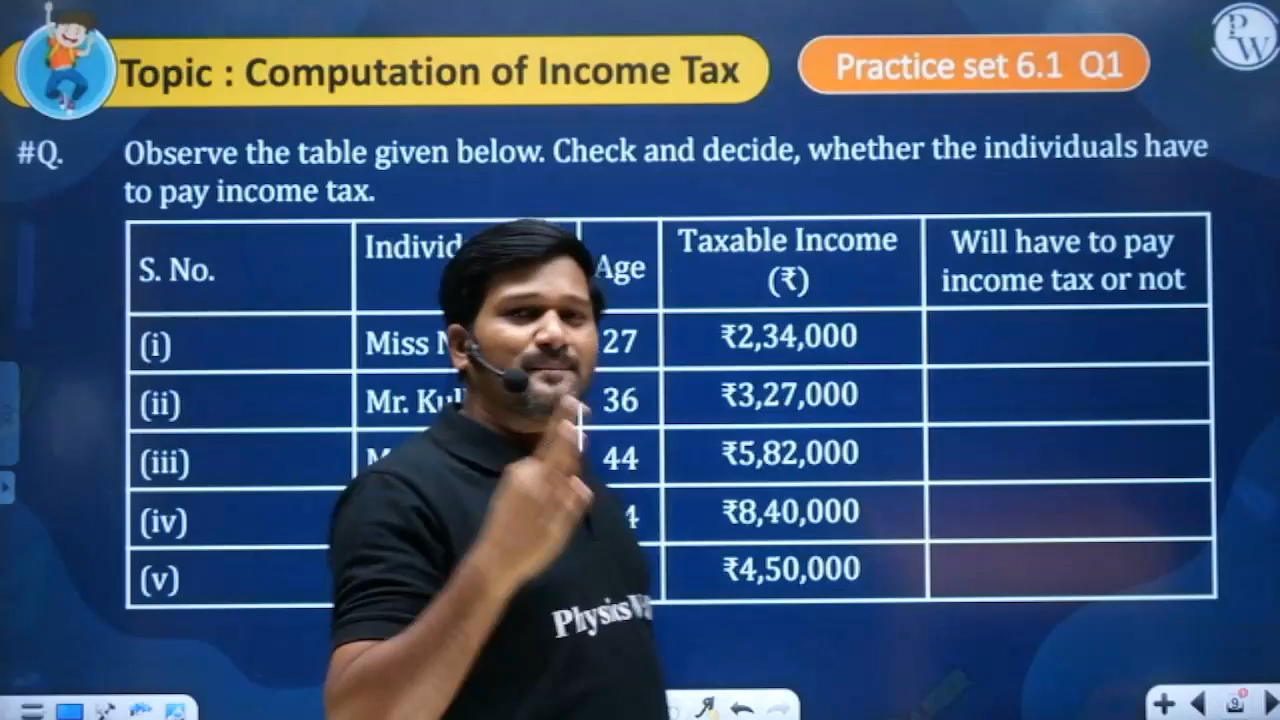 Topic : Computation of Income Tax
Practice set 6.1 Q1
PW
#Q. Observe the table given below. Check and decide, whether the individuals have
to pay income tax.
S. No. Age Taxable Income (₹) Will have to pay income tax or not
(i) Miss 27 ₹2,34,000
(ii) Mr. 36 ₹3,27,000
(iii) 44 ₹5,82,000
(iv) ₹8,40,000
(v) ₹4,50,000